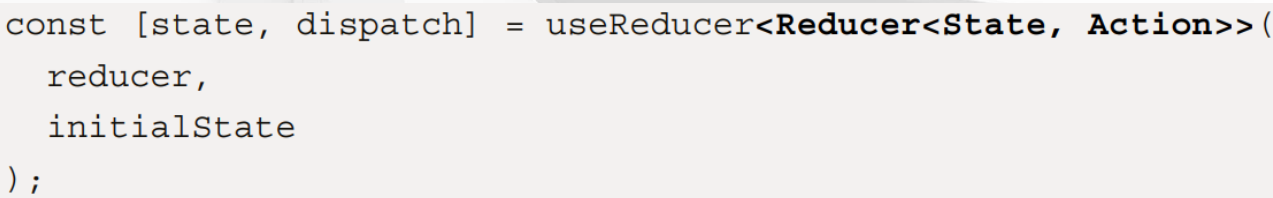 const [state, dispatch] = useReducer<Reducer<State, Action>>(
  reducer,
  initialState
);